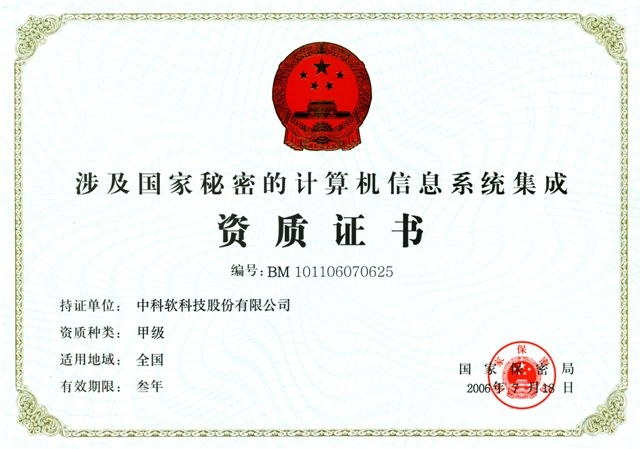 涉及国家秘密的计算机信息系统集成
资质证书
编号: BM 101106070625
持证单位: 中科软科技股份有限公司
资质种类: 甲级
适用地域: 全国
有效期限: 叁年
国家保密局
2006年7月18日